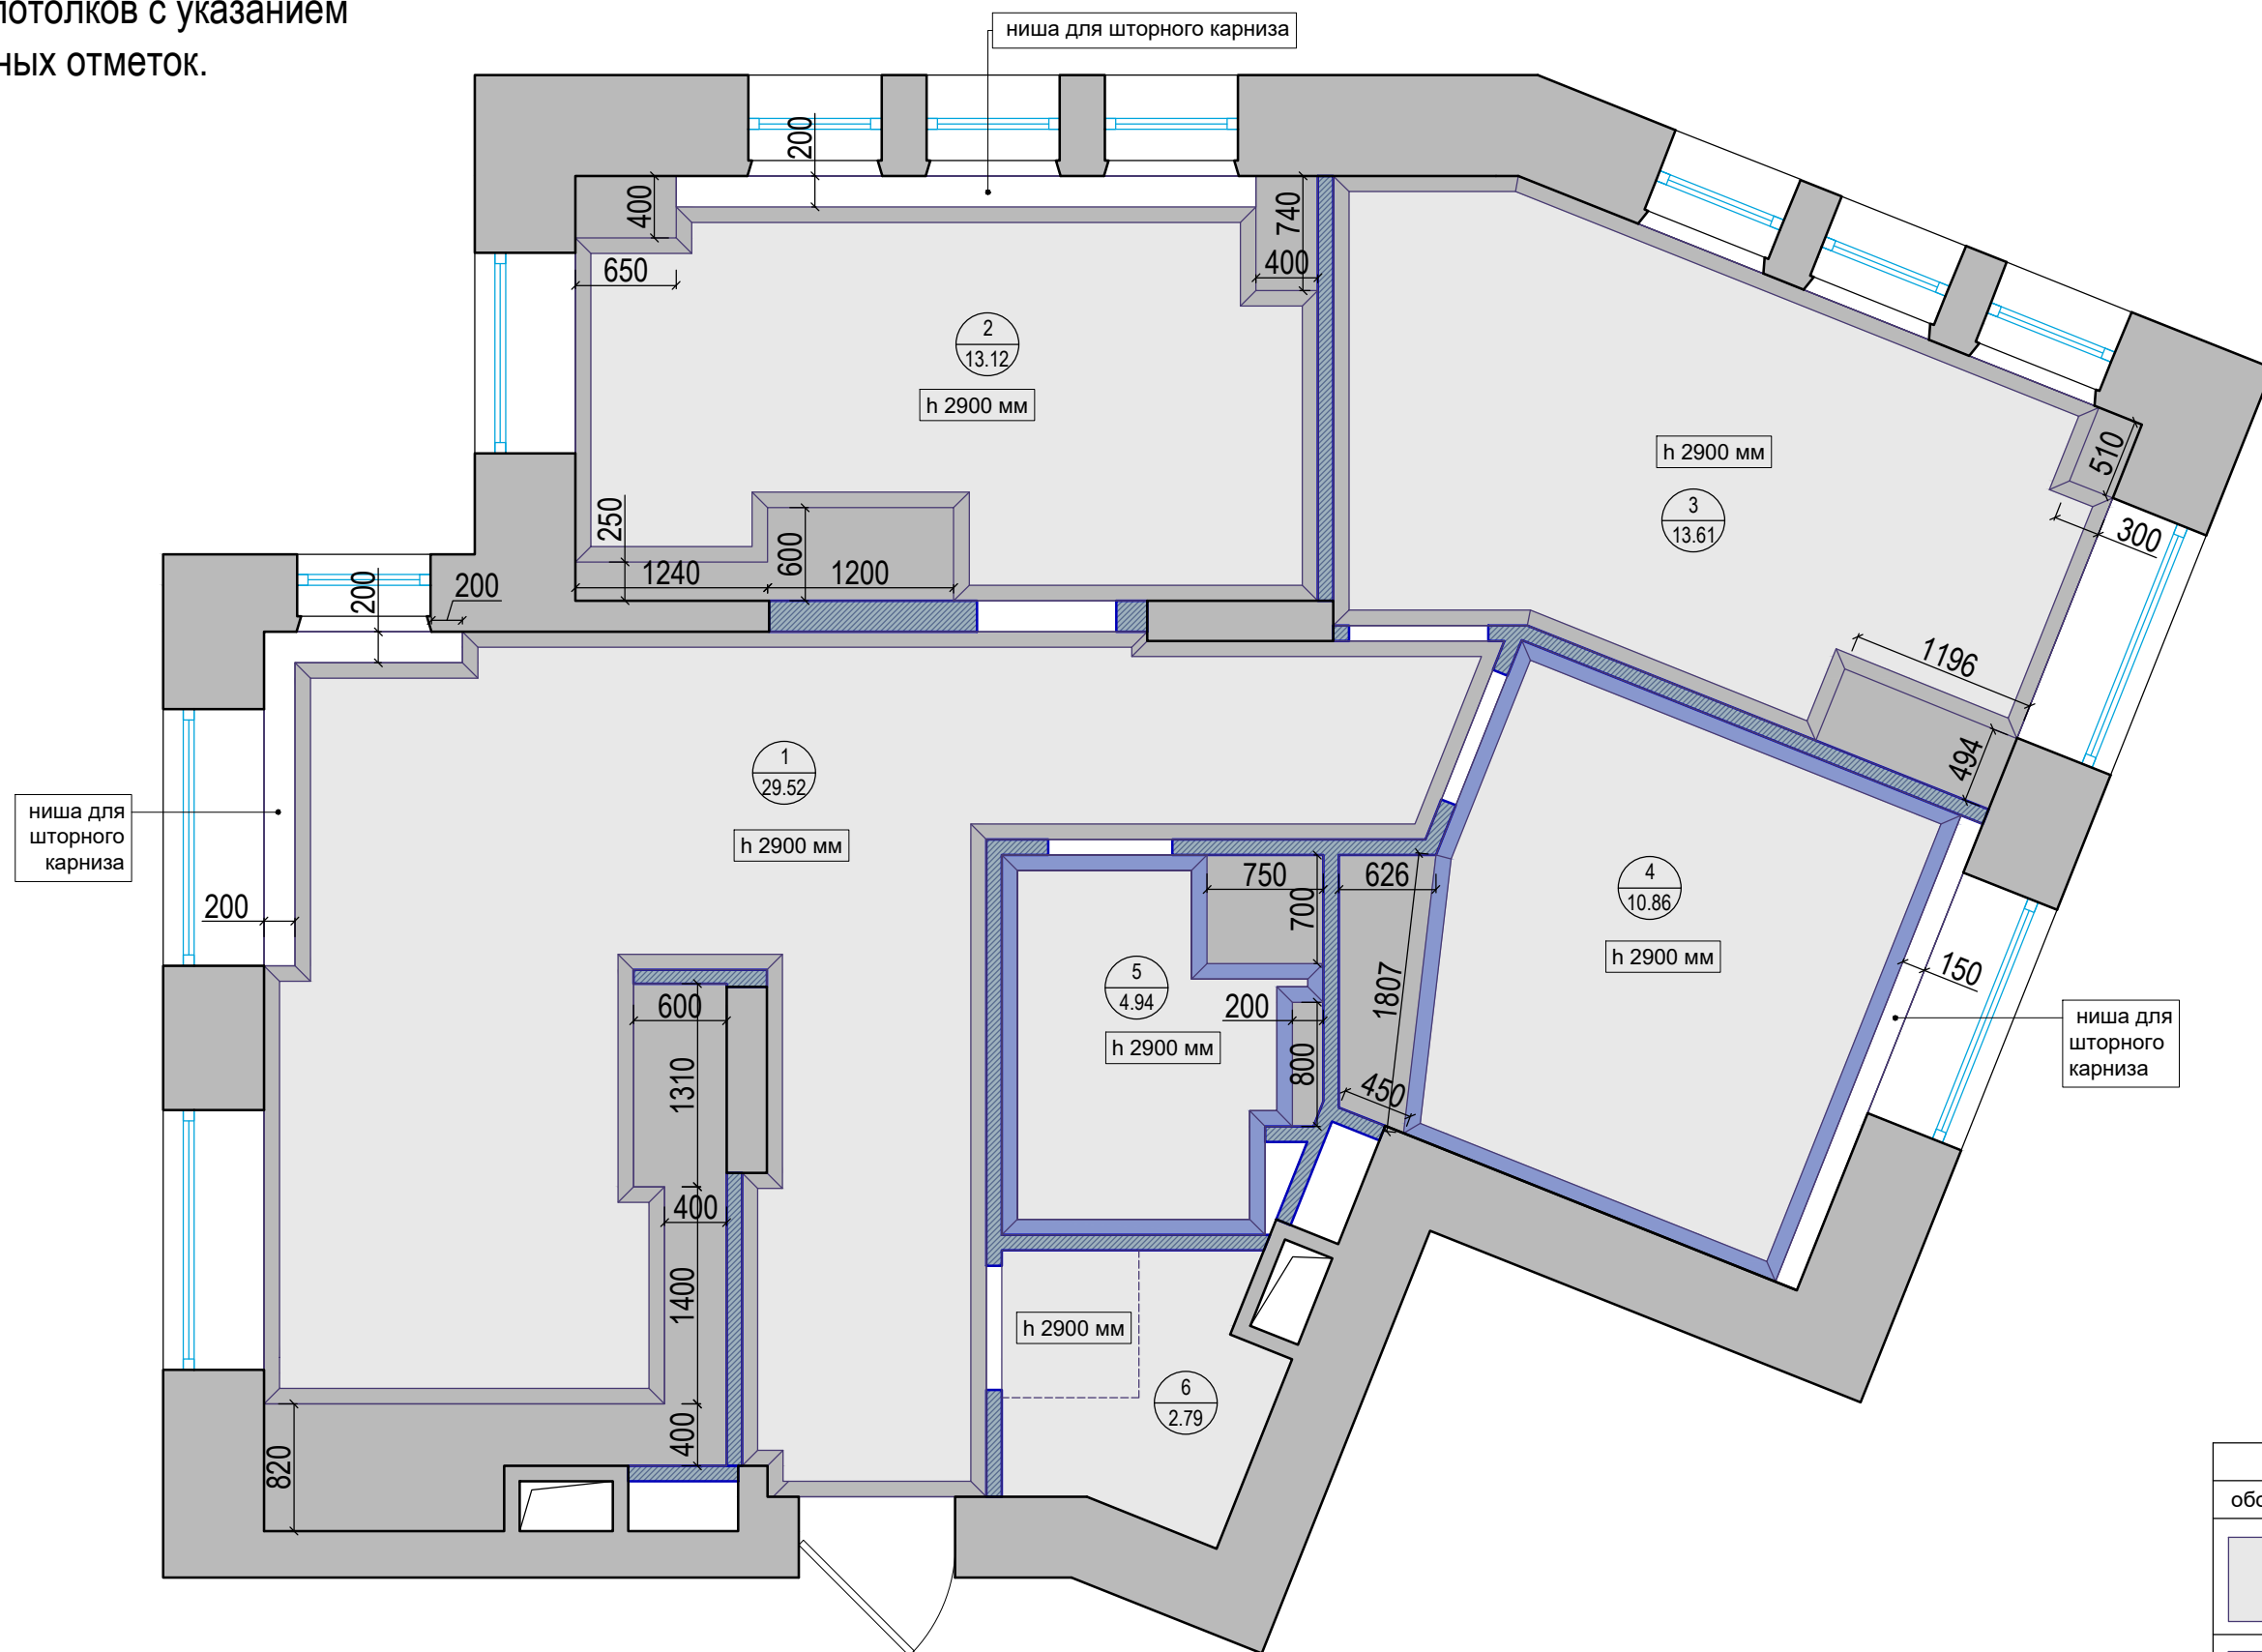 потолков с указанием
ных отметок.
ниша для шторного карниза
200
400
740
650
400
2
13.12
h 2900 мм
h 2900 мм
3
13.61
510
300
250
600
1240
1200
200
200
1196
494
1
29.52
h 2900 мм
ниша для
шторного
карниза
200
750
700
626
4
10.86
h 2900 мм
150
ниша для
шторного
карниза
5
4.94
h 2900 мм
200
800
1807
450
600
1310
400
1400
400
820
h 2900 мм
6
2.79